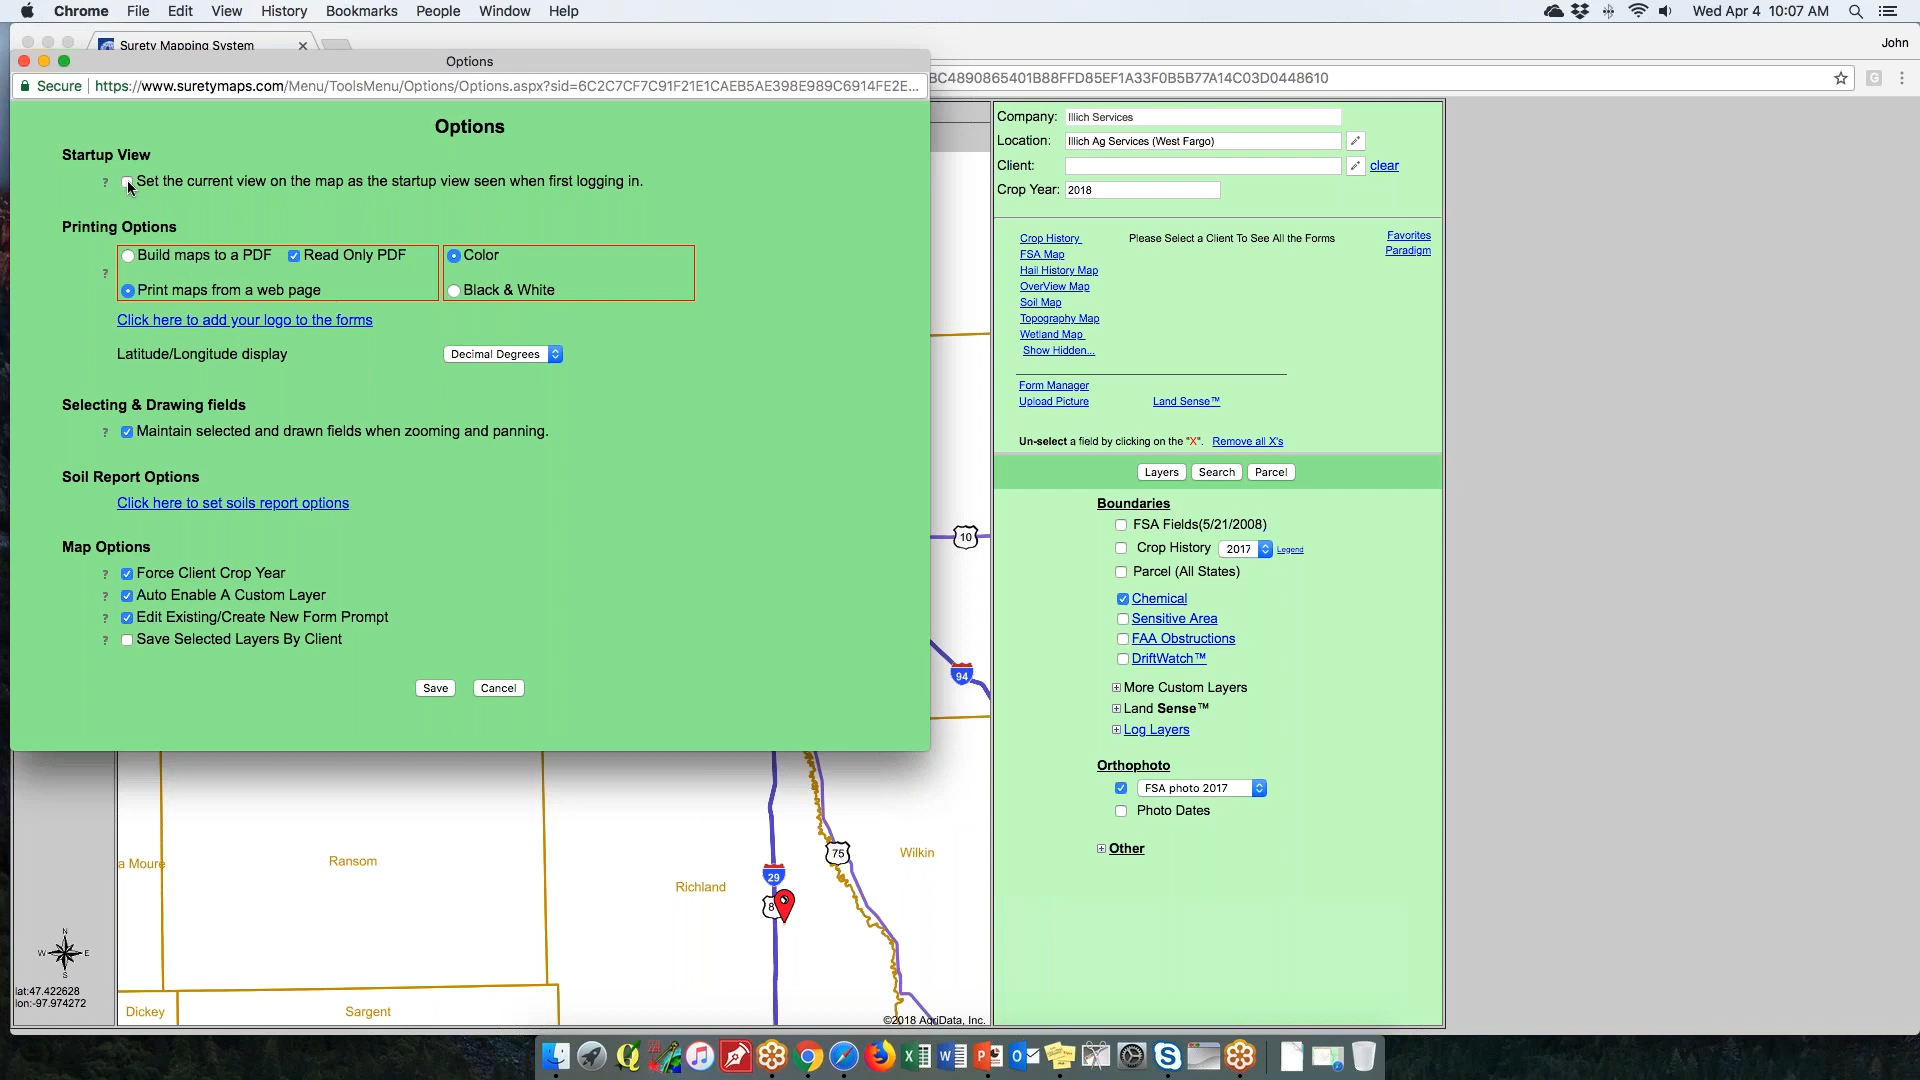 Chrome File Edit View History Bookmarks People Window Help Wed Apr 4 10:07 AM
Surety Mapping System
John
Options
Secure https://www.suretymaps.com/Menu/ToolsMenu/Options/Options.aspx?sid=6C2C7CF7C91F21E1CAEB5AE398E989C6914FE2E...
BC4890865401B88FFD85EF1A33F0B5B77A14C03D0448610
Options
Startup View
? Set the current view on the map as the startup view seen when first logging in.
Printing Options
Build maps to a PDF Read Only PDF Color
?
Print maps from a web page Black & White
Click here to add your logo to the forms
Latitude/Longitude display Decimal Degrees
Selecting & Drawing fields
? Maintain selected and drawn fields when zooming and panning.
Soil Report Options
Click here to set soils report options
Map Options
? Force Client Crop Year
? Auto Enable A Custom Layer
? Edit Existing/Create New Form Prompt
? Save Selected Layers By Client
Save Cancel
Company: Illich Services
Location: Illich Ag Services (West Fargo)
Client: clear
Crop Year: 2018
Crop History Please Select a Client To See All the Forms Favorites
FSA Map Paradigm
Hail History Map
OverView Map
Soil Map
Topography Map
Wetland Map
Show Hidden...
Form Manager
Upload Picture Land Sense™
Un-select a field by clicking on the "X". Remove all X's
Layers Search Parcel
Boundaries
FSA Fields(5/21/2008)
Crop History 2017 Legend
Parcel (All States)
Chemical
Sensitive Area
FAA Obstructions
DriftWatch™
More Custom Layers
Land Sense™
Log Layers
Orthophoto
FSA photo 2017
Photo Dates
Other
10
94
75
Wilkin
a Moure
Ransom
29
Richland
8
N
W E
S
lat:47.422628
lon:-97.974272
Dickey
Sargent
©2018 AgriData, Inc.